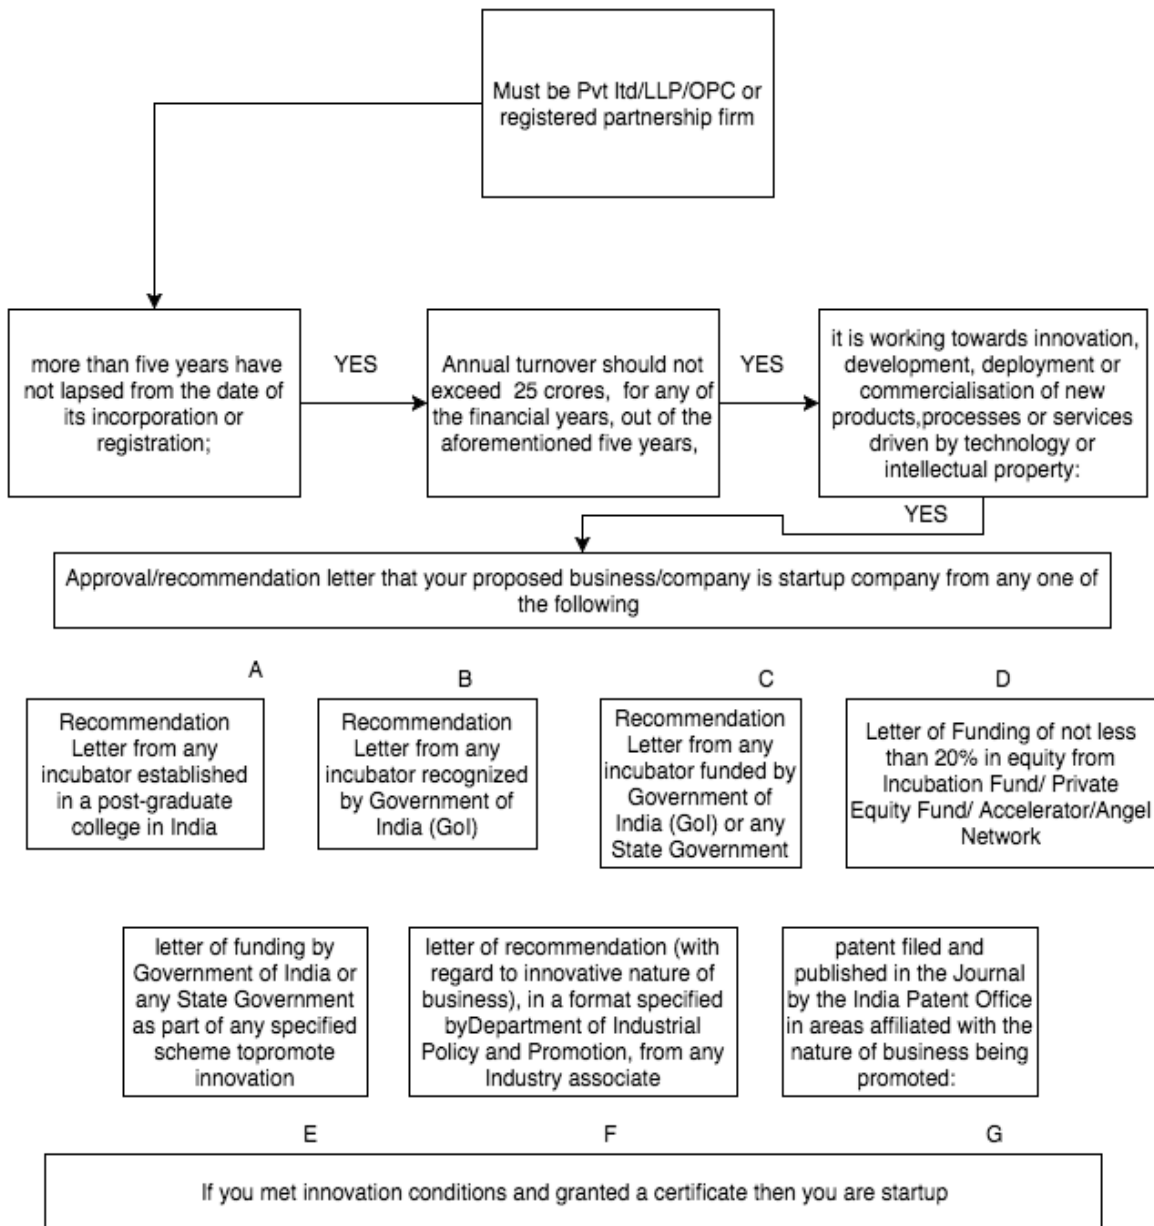 Must be Pvt ltd/LLP/OPC or
registered partnership firm
more than five years have
not lapsed from the date of
its incorporation or
registration;
YES
Annual turnover should not
exceed 25 crores, for any of
the financial years, out of the
aforementioned five years,
YES
it is working towards innovation,
development, deployment or
commercialisation of new
products,processes or services
driven by technology or
intellectual property:
YES
Approval/recommendation letter that your proposed business/company is startup company from any one of
the following
A
Recommendation
Letter from any
incubator established
in a post-graduate
college in India
B
Recommendation
Letter from any
incubator recognized
by Government of
India (GoI)
C
Recommendation
Letter from any
incubator funded by
Government of
India (GoI) or any
State Government
D
Letter of Funding of not less
than 20% in equity from
Incubation Fund/ Private
Equity Fund/ Accelerator/Angel
Network
letter of funding by
Government of India or
any State Government
as part of any specified
scheme topromote
innovation
E
letter of recommendation (with
regard to innovative nature of
business), in a format specified
byDepartment of Industrial
Policy and Promotion, from any
Industry associate
F
patent filed and
published in the Journal
by the India Patent Office
in areas affiliated with the
nature of business being
promoted:
G
If you met innovation conditions and granted a certificate then you are startup